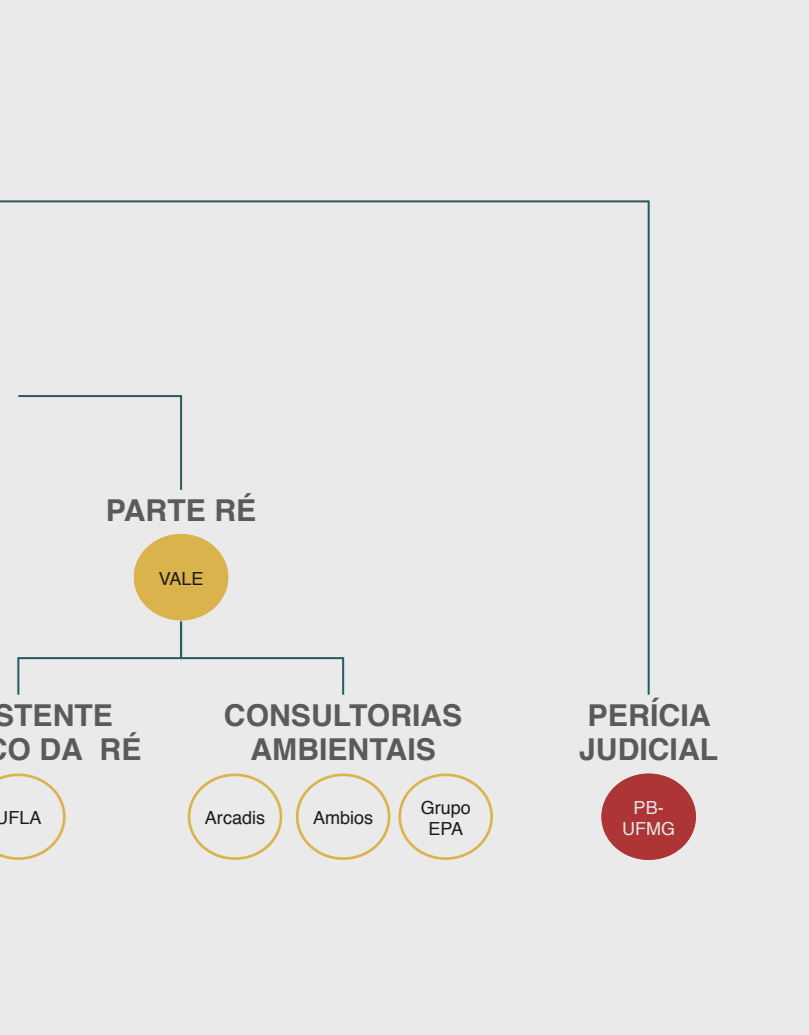 PARTE RÉ
VALE
STENTE
CO DA RÉ
UFLA
CONSULTORIAS
AMBIENTAIS
Arcadis
Ambios
Grupo
EPA
PERÍCIA
JUDICIAL
PB-
UFMG